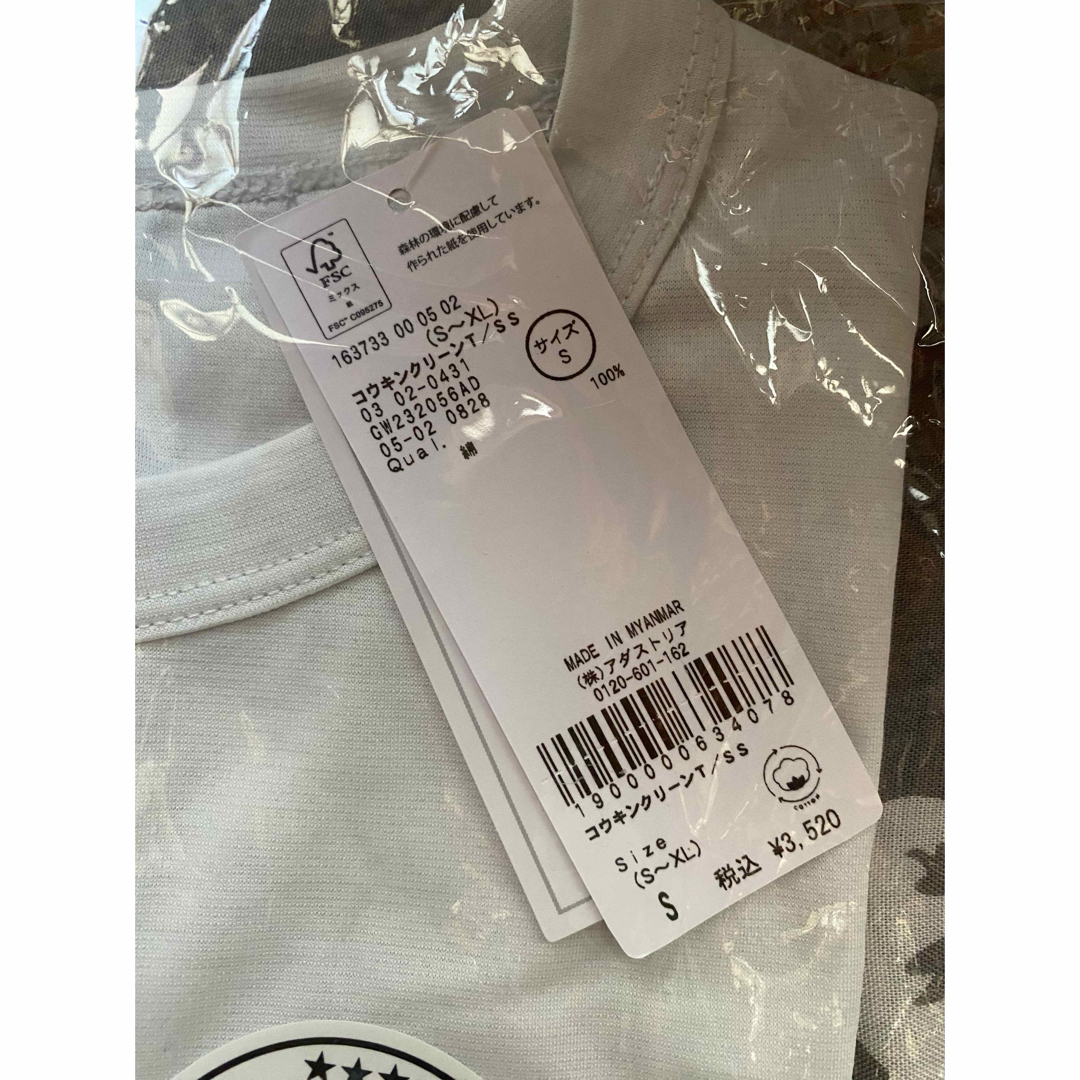 森林の環境に配慮して
作られた紙を使用しています。
FSC™
ミックス
紙
FSC™ C095275
163733 00 05 02
(S〜XL)
コウキンクリーンT/SS
03 02-0431
GW232056AD
05-02 0828
Qual. 綿 100%
サイズ
S
MADE IN MYANMAR
(株)アダストリア
0120-601-162
1900000634078
コウキンクリーンT/SS
cotton
Size
(S〜XL)
S
税込 ¥3,520